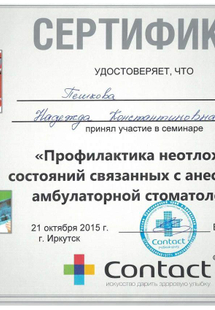 СЕРТИФИК
УДОСТОВЕРЯЕТ, ЧТО
Пешкова
Надежда Константиновна
принял участие в семинаре
«Профилактика неотлож
состояний связанных с анес
амбулаторной стоматоло
21 октября 2015 г.
г. Иркутск
Contact
Contact
искусство дарить здоровую улыбку